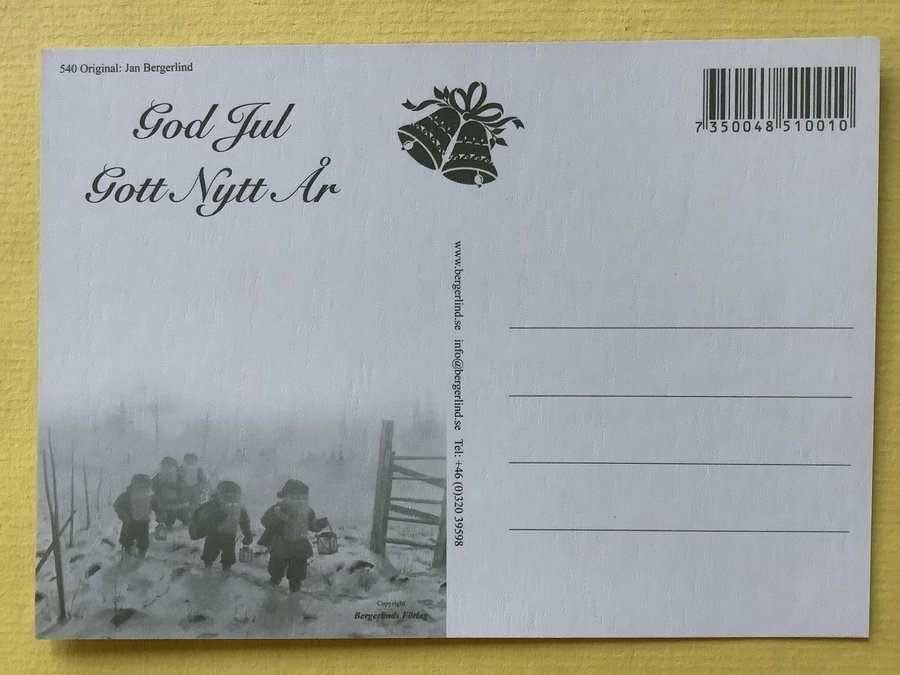 540 Original: Jan Bergerlind
God Jul
Gott Nytt År
7 350048 510010
www.bergerlind.se info@bergerlind.se Tel: +46 (0)320 39598
Copyright
Bergerlinds Förlag